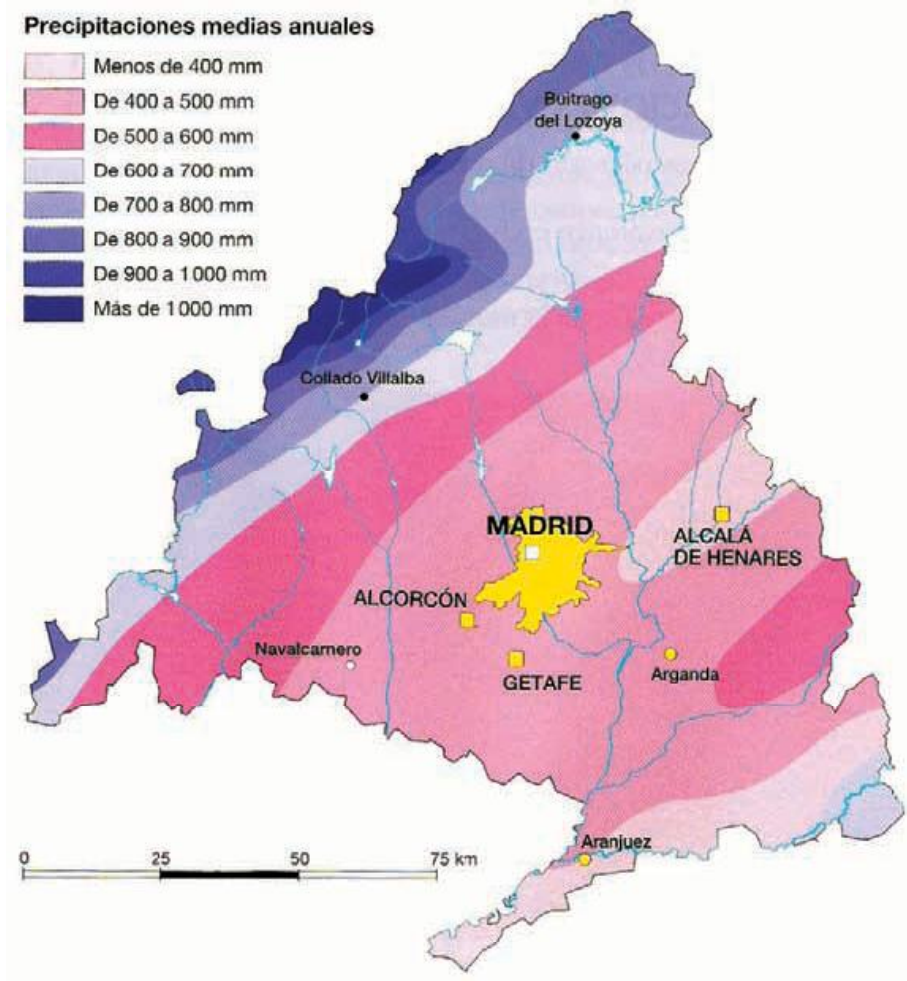 Precipitaciones medias anuales
Menos de 400 mm
De 400 a 500 mm
De 500 a 600 mm
De 600 a 700 mm
De 700 a 800 mm
De 800 a 900 mm
De 900 a 1000 mm
Más de 1000 mm
Buitrago
del Lozoya
Collado Villalba
MADRID
ALCALÁ
DE HENARES
ALCORCÓN
Navalcarnero
GETAFE
Arganda
Aranjuez
0 25 50 75 km